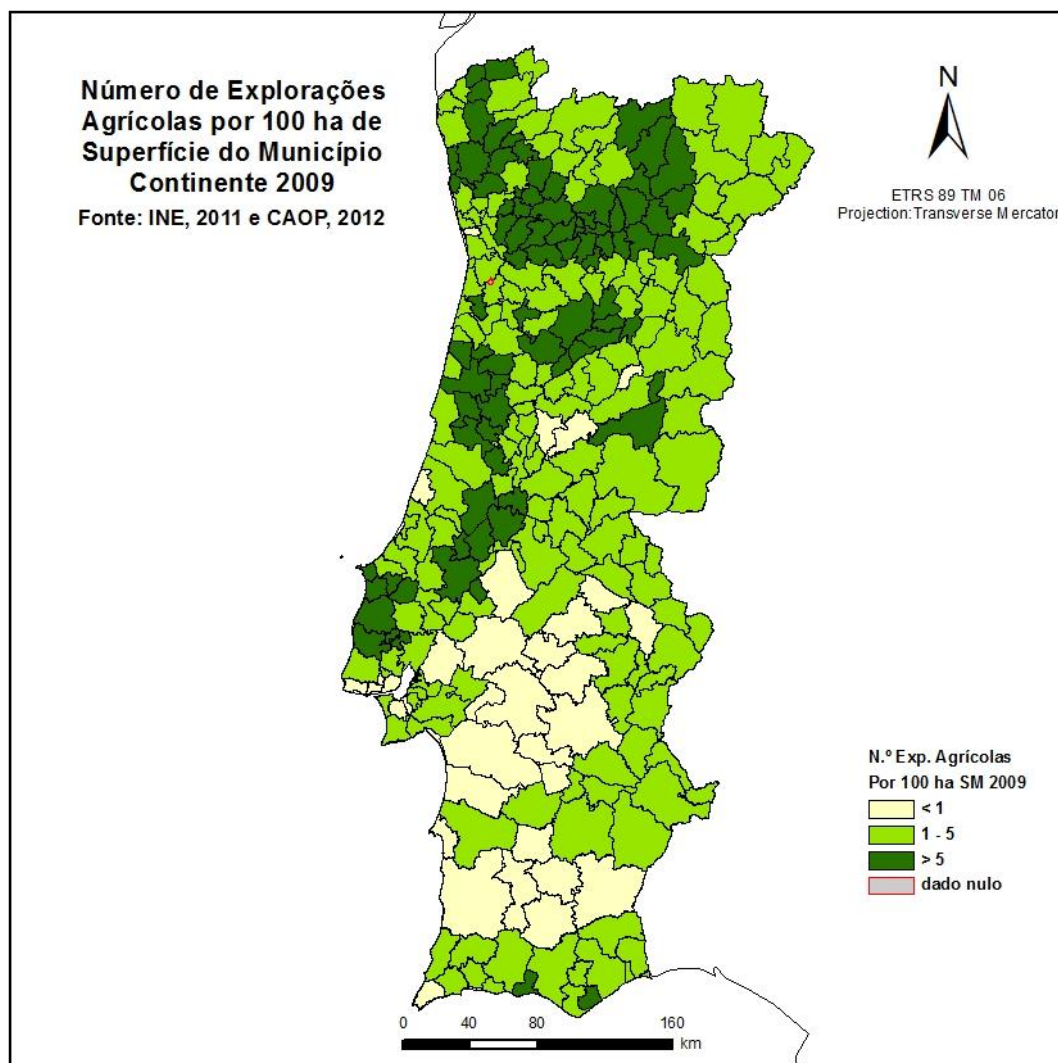 Número de Explorações
Agrícolas por 100 ha de
Superfície do Município
Continente 2009
Fonte: INE, 2011 e CAOP, 2012
N
ETRS 89 TM 06
Projection:Transverse Mercator
N.º Exp. Agrícolas
Por 100 ha SM 2009
< 1
1 - 5
> 5
dado nulo
0 40 80 160
km